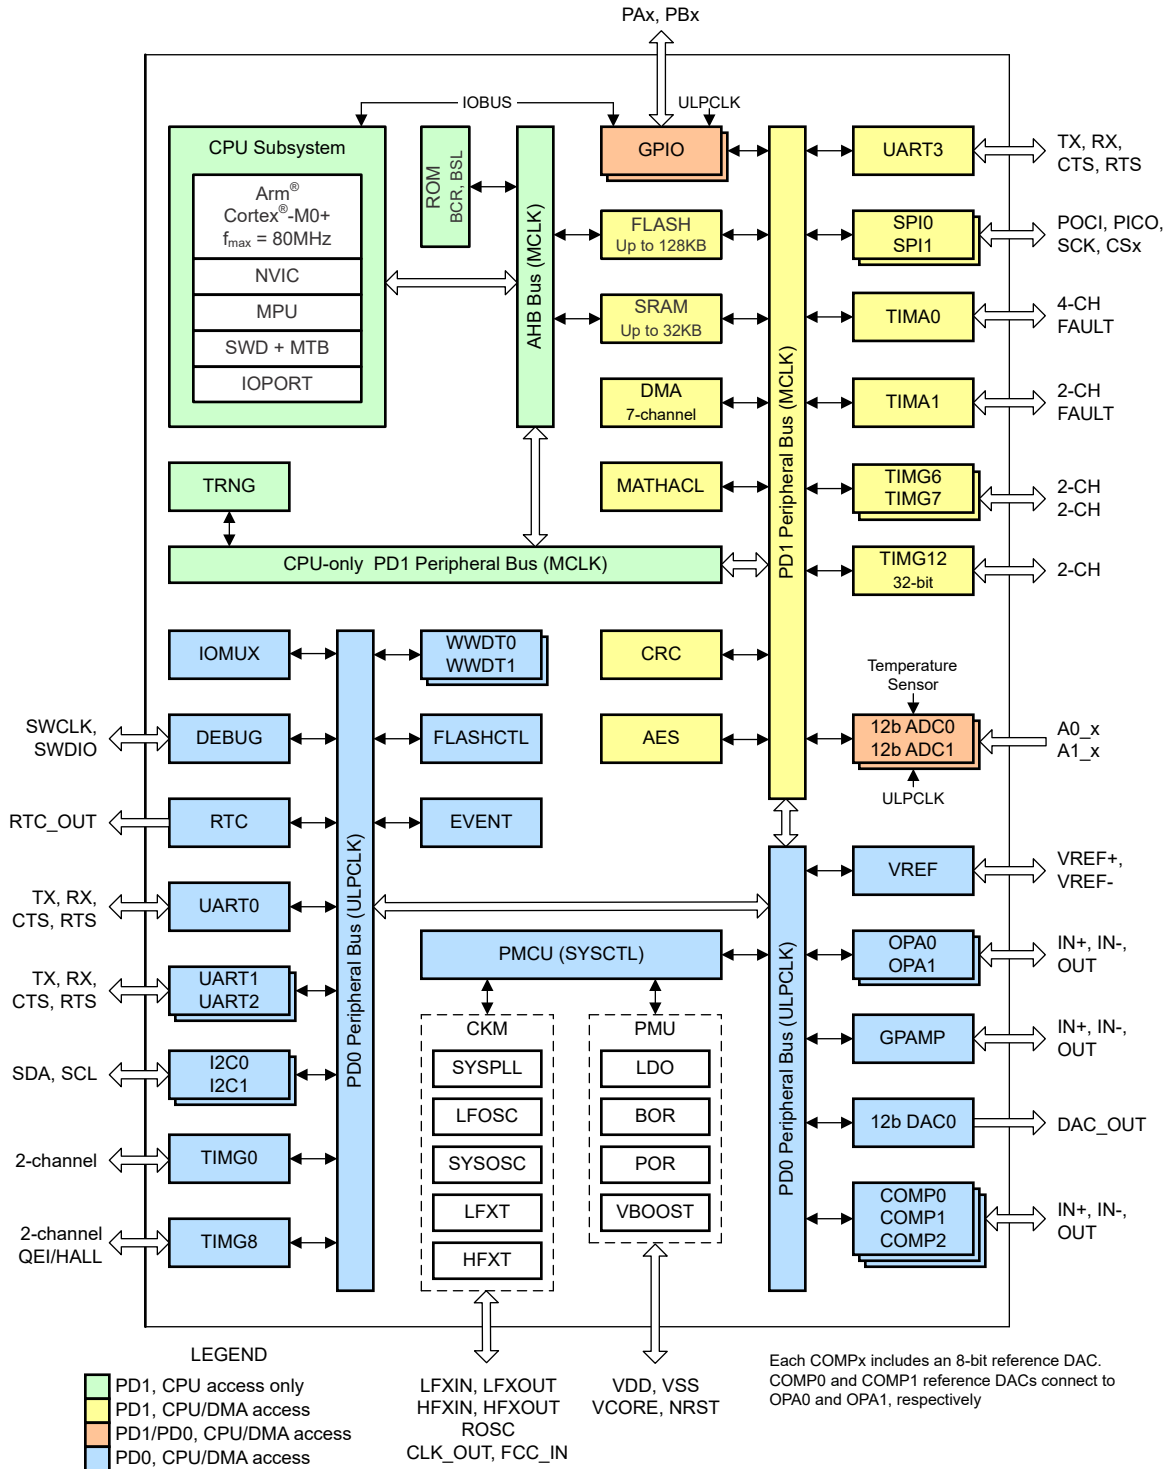 PAx, PBx
IOBUS
ULPCLK
CPU Subsystem
Arm®
Cortex®-M0+
fmax = 80MHz
NVIC
MPU
SWD + MTB
IOPORT
ROM
BCR, BSL
AHB Bus (MCLK)
GPIO
FLASH
Up to 128KB
SRAM
Up to 32KB
DMA
7-channel
MATHACL
TRNG
CPU-only PD1 Peripheral Bus (MCLK)
PD1 Peripheral Bus (MCLK)
UART3
TX, RX,
CTS, RTS
SPI0
SPI1
POCI, PICO,
SCK, CSx
TIMA0
4-CH
FAULT
TIMA1
2-CH
FAULT
TIMG6
TIMG7
2-CH
2-CH
TIMG12
32-bit
2-CH
CRC
AES
Temperature
Sensor
12b ADC0
12b ADC1
A0_x
A1_x
ULPCLK
IOMUX
WWDT0
WWDT1
SWCLK,
SWDIO
DEBUG
FLASHCTL
RTC_OUT
RTC
EVENT
TX, RX,
CTS, RTS
UART0
TX, RX,
CTS, RTS
UART1
UART2
SDA, SCL
I2C0
I2C1
2-channel
TIMG0
2-channel
QEI/HALL
TIMG8
PD0 Peripheral Bus (ULPCLK)
PMCU (SYSCTL)
CKM
SYSPLL
LFOSC
SYSOSC
LFXT
HFXT
PMU
LDO
BOR
POR
VBOOST
PD0 Peripheral Bus (ULPCLK)
VREF
VREF+,
VREF-
OPA0
OPA1
IN+, IN-,
OUT
GPAMP
IN+, IN-,
OUT
12b DAC0
DAC_OUT
COMP0
COMP1
COMP2
IN+, IN-,
OUT
LEGEND
PD1, CPU access only
PD1, CPU/DMA access
PD1/PD0, CPU/DMA access
PD0, CPU/DMA access
LFXIN, LFXOUT
HFXIN, HFXOUT
ROSC
CLK_OUT, FCC_IN
VDD, VSS
VCORE, NRST
Each COMPx includes an 8-bit reference DAC.
COMP0 and COMP1 reference DACs connect to
OPA0 and OPA1, respectively